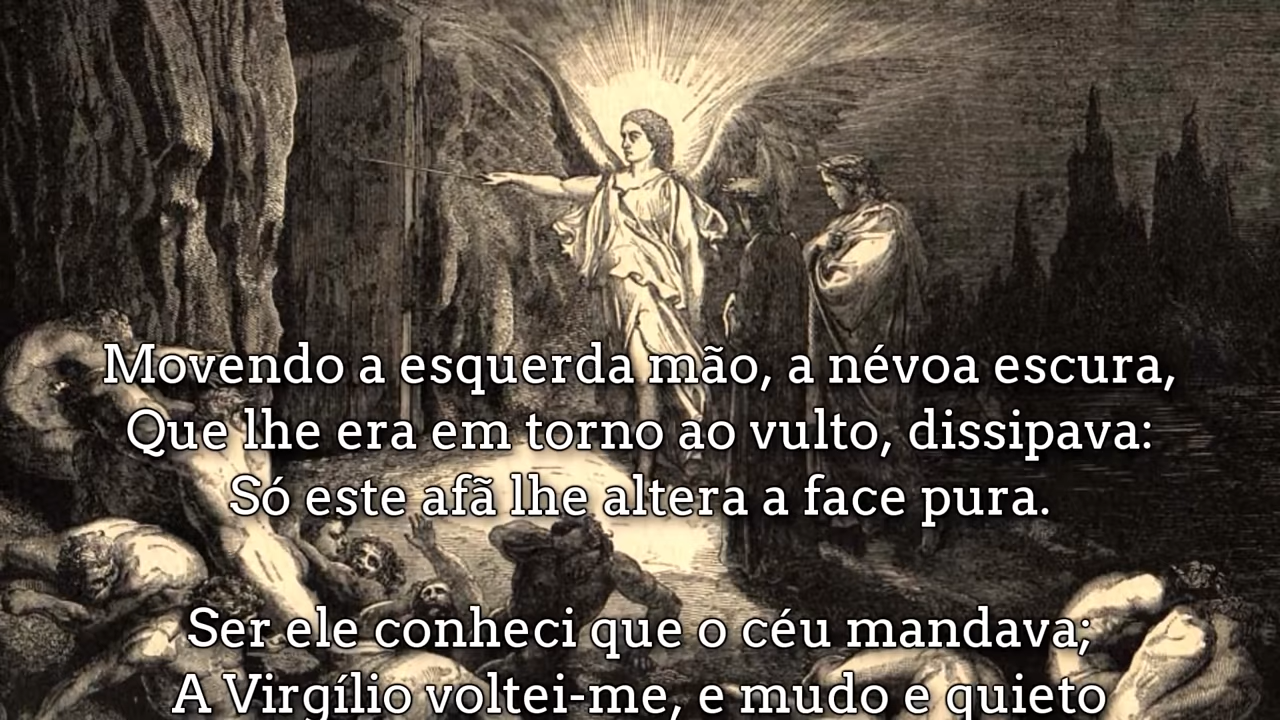 Movendo a esquerda mão, a névoa escura,
Que lhe era em torno ao vulto, dissipava:
Só este afã lhe altera a face pura.
Ser ele conheci que o céu mandava;
A Virgílio voltei-me, e mudo e quieto